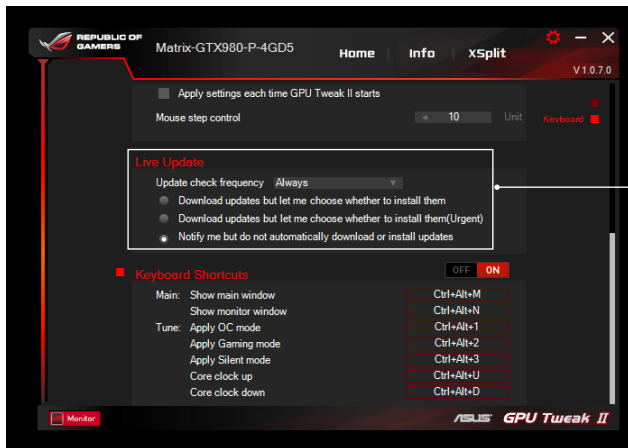 REPUBLIC OF
GAMERS
Matrix-GTX980-P-4GD5
Home Info XSplit
V1.0.7.0
Apply settings each time GPU Tweak II starts
Mouse step control 10 Unit
Keyboard
Live Update
Update check frequency Always
Download updates but let me choose whether to install them
Download updates but let me choose whether to install them(Urgent)
Notify me but do not automatically download or install updates
Keyboard Shortcuts OFF ON
Main: Show main window Ctrl+Alt+M
Show monitor window Ctrl+Alt+N
Tune: Apply OC mode Ctrl+Alt+1
Apply Gaming mode Ctrl+Alt+2
Apply Silent mode Ctrl+Alt+3
Core clock up Ctrl+Alt+U
Core clock down Ctrl+Alt+D
Monitor
ASUS GPU Tweak II